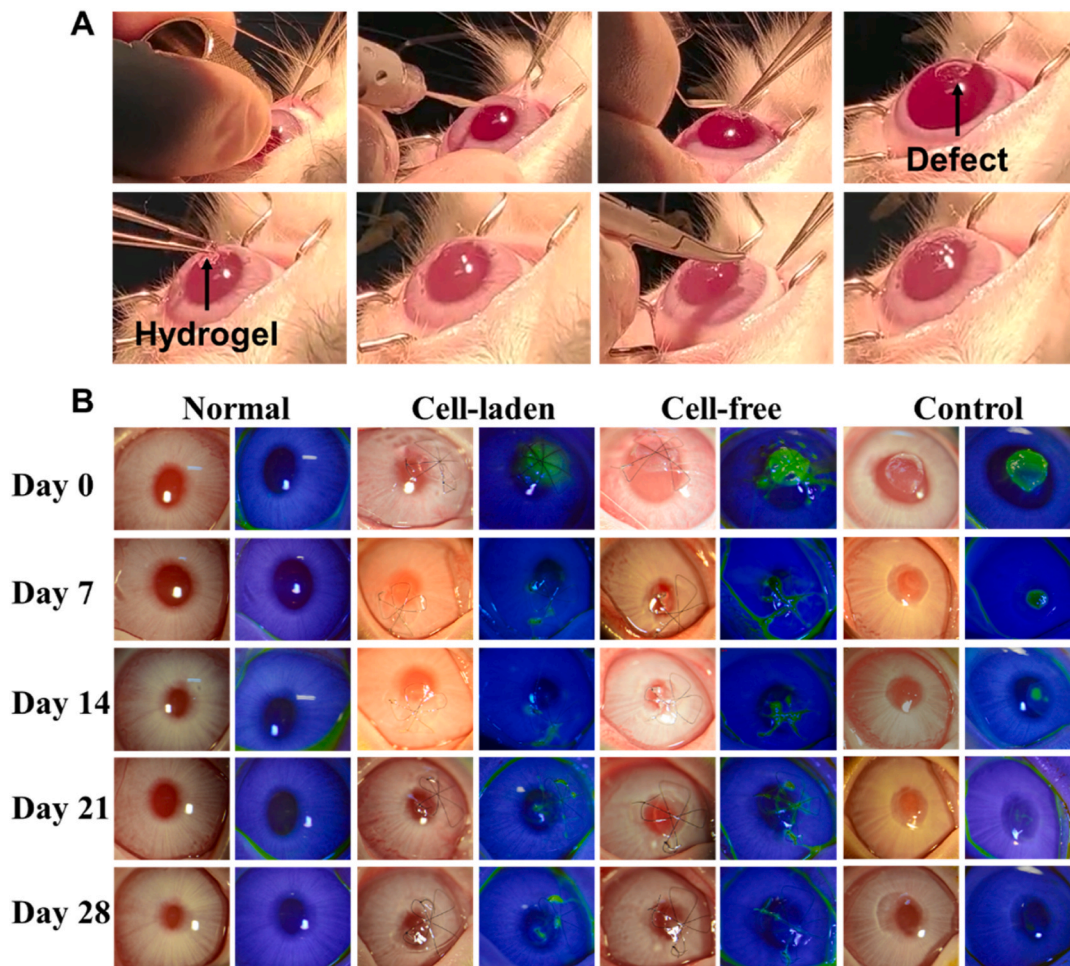 A
Defect
Hydrogel
B
Normal Cell-laden Cell-free Control
Day 0
Day 7
Day 14
Day 21
Day 28